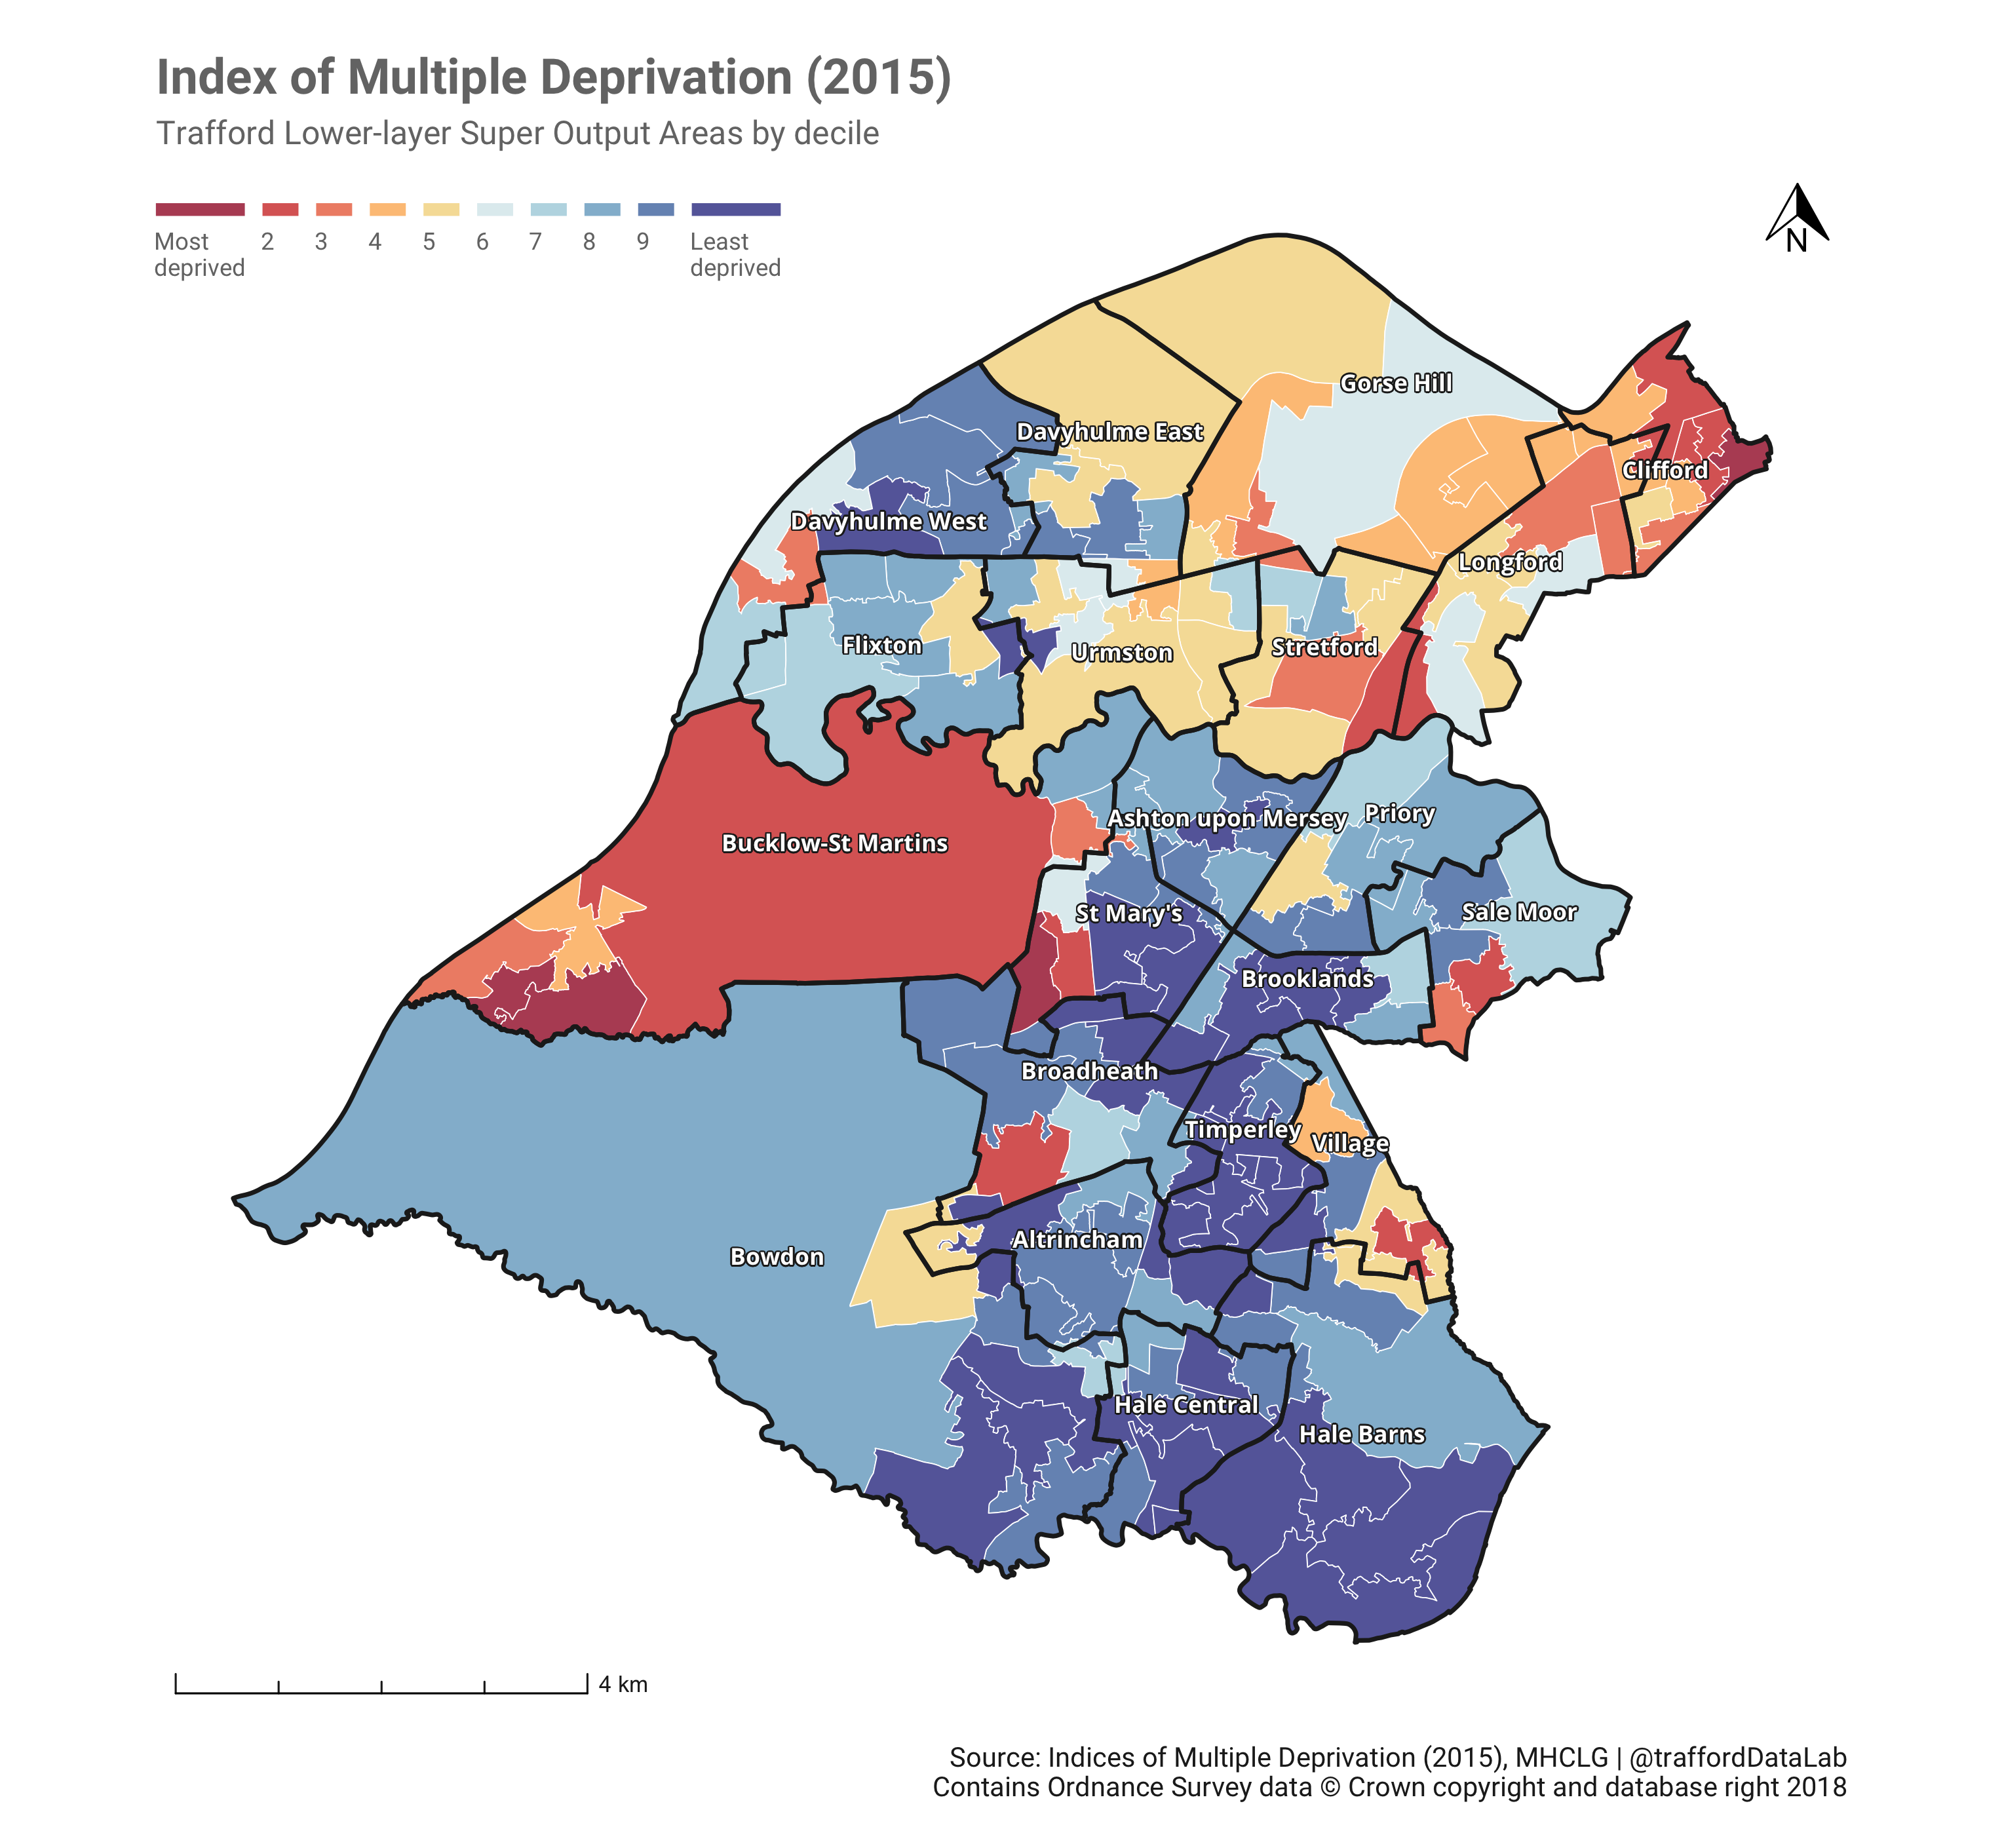 Index of Multiple Deprivation (2015)
Trafford Lower-layer Super Output Areas by decile
Most deprived
2
3
4
5
6
7
8
9
Least deprived
N
Gorse Hill
Davyhulme East
Clifford
Davyhulme West
Longford
Flixton
Urmston
Stretford
Bucklow-St Martins
Ashton upon Mersey
Priory
St Mary's
Sale Moor
Brooklands
Broadheath
Timperley
Village
Altrincham
Bowdon
Hale Central
Hale Barns
4 km
Source: Indices of Multiple Deprivation (2015), MHCLG | @traffordDataLab
Contains Ordnance Survey data © Crown copyright and database right 2018